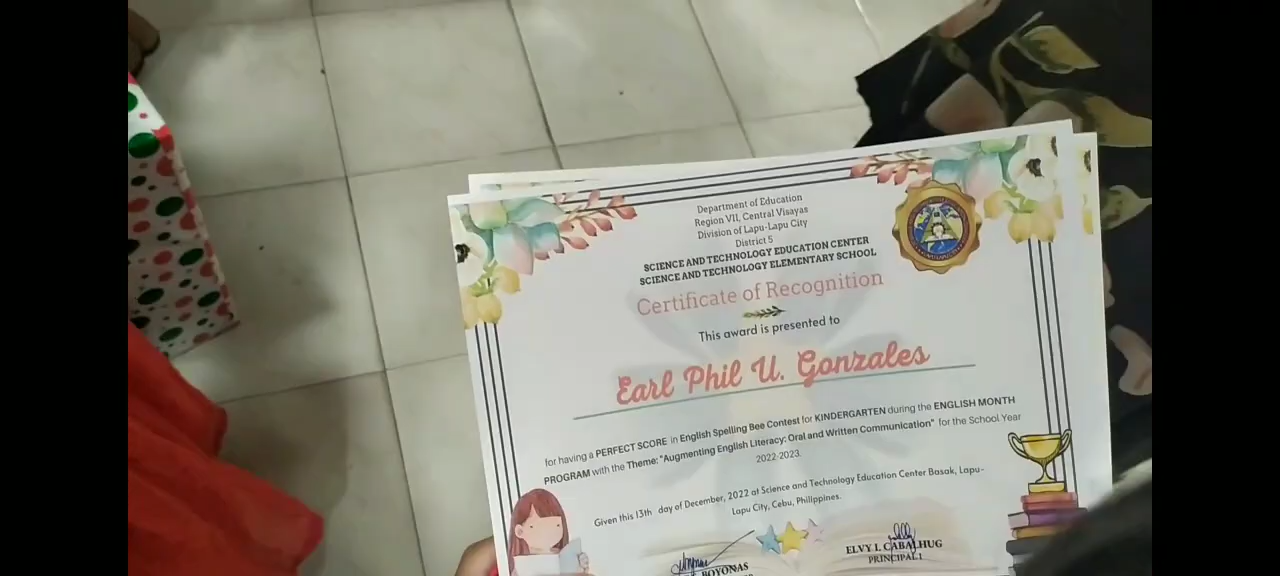 Department of Education
Region VII, Central Visayas
Division of Lapu-Lapu City
District 5
SCIENCE AND TECHNOLOGY EDUCATION CENTER
SCIENCE AND TECHNOLOGY ELEMENTARY SCHOOL
Certificate of Recognition
This award is presented to
Earl Phil U. Gonzales
for having a PERFECT SCORE in English Spelling Bee Contest for KINDERGARTEN during the ENGLISH MONTH
PROGRAM with the Theme: "Augmenting English Literacy: Oral and Written Communication" for the School Year
2022-2023.
Given this 13th day of December, 2022 at Science and Technology Education Center Basak, Lapu-
Lapu City, Cebu, Philippines.
BOYONAS
ELVY I. CABALHUG
PRINCIPAL I